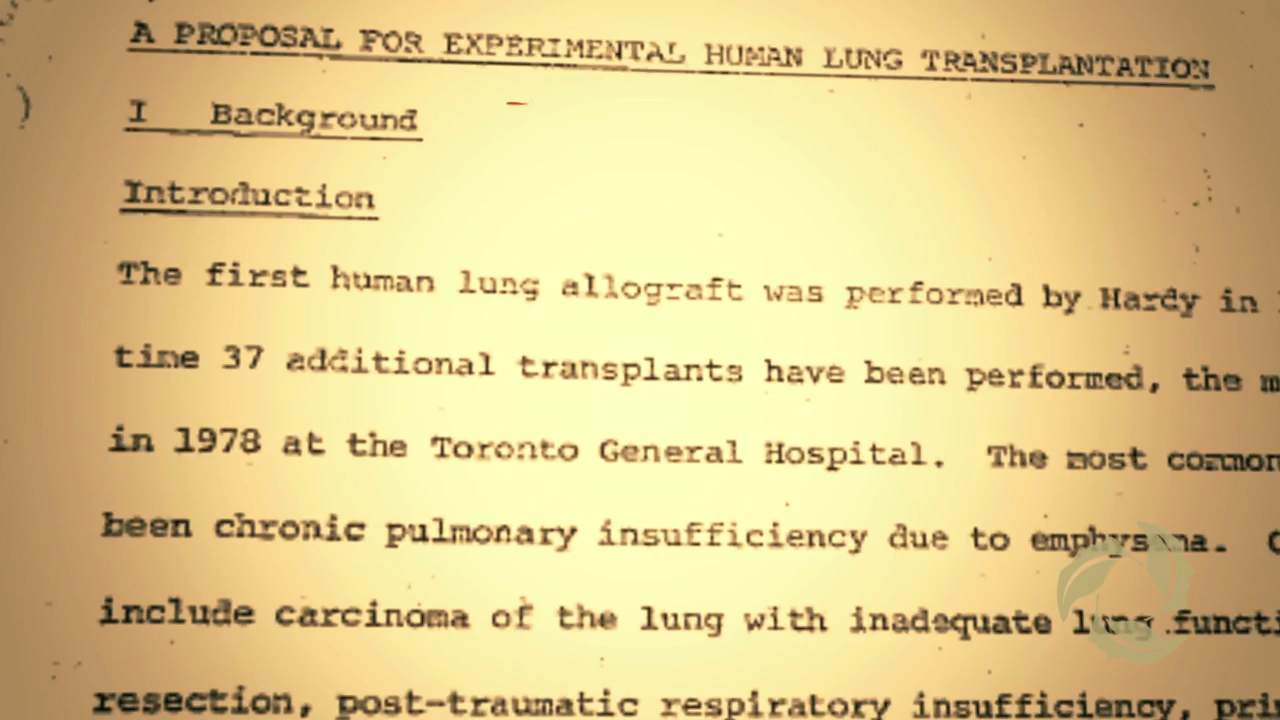 A PROPOSAL FOR EXPERIMENTAL HUMAN LUNG TRANSPLANTATION
I Background
Introduction
The first human lung allograft was performed by Hardy in
time 37 additional transplants have been performed, the
in 1978 at the Toronto General Hospital. The most common
been chronic pulmonary insufficiency due to emphysema.
include carcinoma of the lung with inadequate lung
resection, post-traumatic respiratory insufficiency,